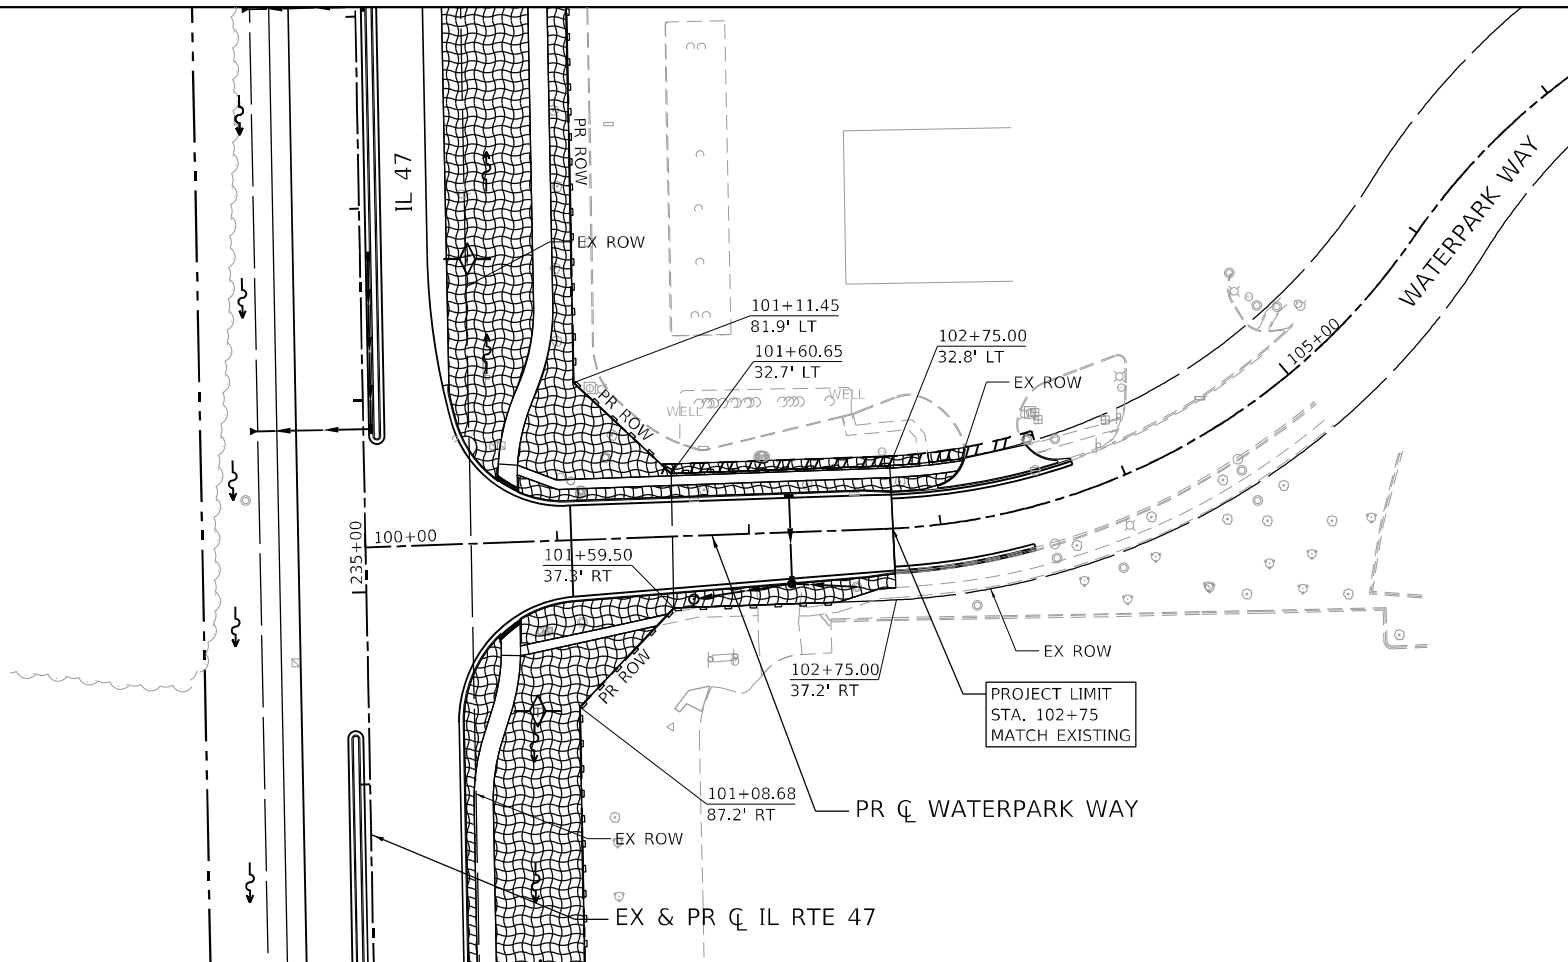 IL 47
PR ROW
EX ROW
WATERPARK WAY
101+11.45
81.9' LT
101+60.65
32.7' LT
102+75.00
32.8' LT
105+00
EX ROW
PR ROW
WELL
WELL
235+00
100+00
101+59.50
37.3' RT
EX ROW
PR ROW
102+75.00
37.2' RT
PROJECT LIMIT
STA. 102+75
MATCH EXISTING
101+08.68
87.2' RT
PR ℄ WATERPARK WAY
EX ROW
EX & PR ℄ IL RTE 47